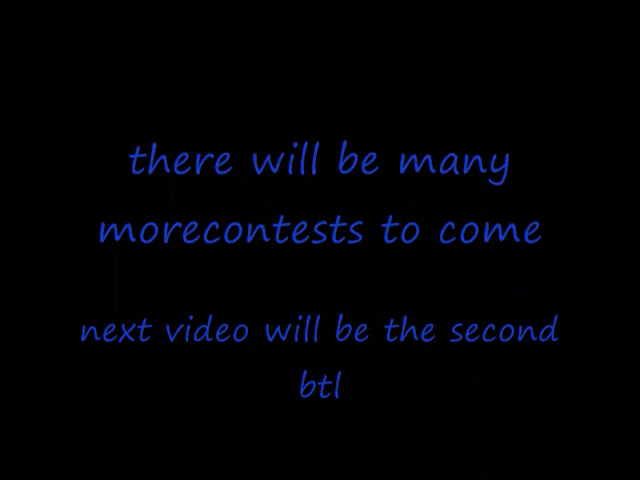 there will be many
morecontests to come
next video will be the second
btl